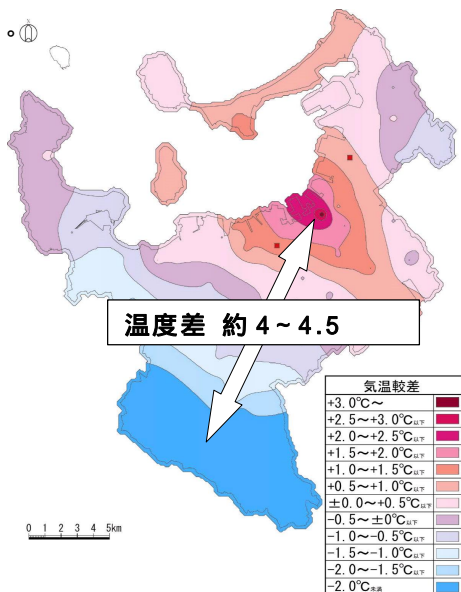 温度差 約４~４.５
気温較差
+3.0℃～
+2.5～+3.0℃以下
+2.0～+2.5℃以下
+1.5～+2.0℃以下
+1.0～+1.5℃以下
+0.5～+1.0℃以下
±0.0～+0.5℃以下
-0.5～±0℃以下
-1.0～-0.5℃以下
-1.5～-1.0℃以下
-2.0～-1.5℃以下
-2.0℃未満
0 1 2 3 4 5km